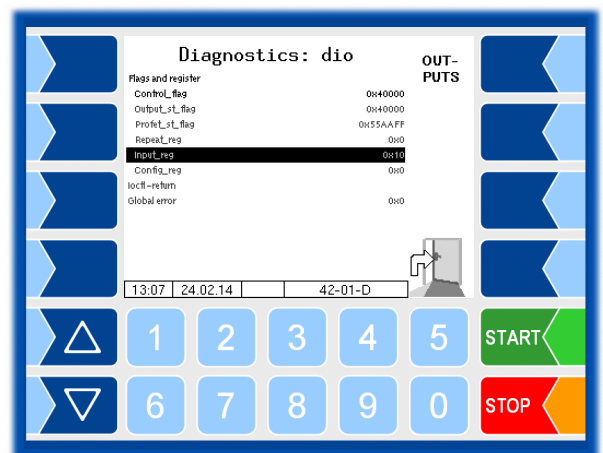 Diagnostics: dio
OUT-
PUTS
Flags and register
Control_flag 0x40000
Output_st_flag 0x40000
Profet_st_flag 0x55AAFF
Repeat_reg 0x0
Input_reg 0x10
Config_reg 0x0
ioctl-return
Global error 0x0
13:07 24.02.14 42-01-D
1 2 3 4 5 START
6 7 8 9 0 STOP